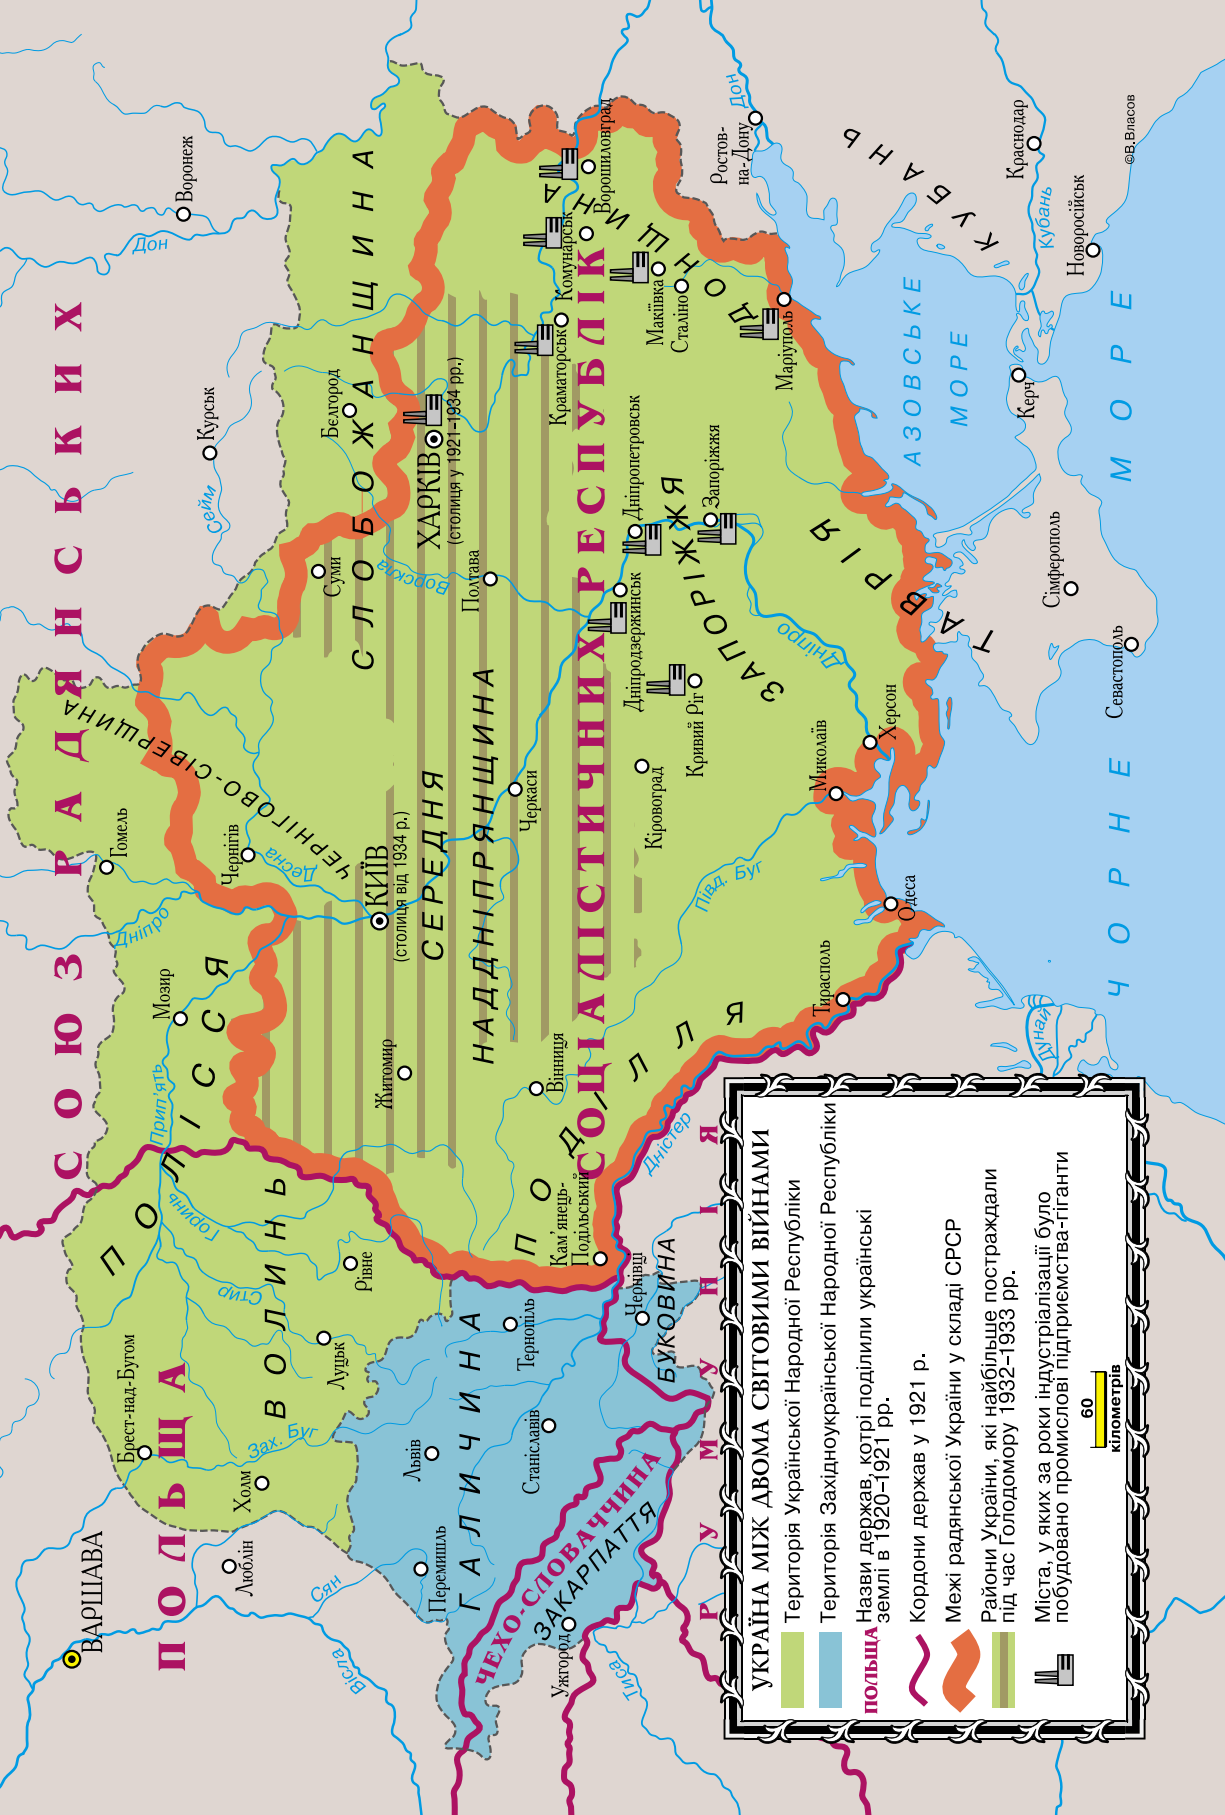 СОЮЗ РАДЯНСЬКИХ
СОЦІАЛІСТИЧНИХ РЕСПУБЛІК
ПОЛЬЩА
ЧЕХО-СЛОВАЧЧИНА
РУМУНІЯ
ВАРШАВА
Люблін
Холм
Брест-над-Бугом
Мозир
Гомель
Курськ
Воронеж
Бєлгород
Перемишль
Львів
Луцьк
Рівне
Житомир
КИЇВ
(столиця від 1934 р.)
Чернігів
Суми
ХАРКІВ
(столиця у 1921–1934 рр.)
Полтава
Черкаси
Ужгород
Станіславів
Тернопіль
Чернівці
Кам'янець-
Подільський
Вінниця
Кіровоград
Кривий Ріг
Дніпродзержинськ
Дніпропетровськ
Запоріжжя
Краматорськ
Комунарськ
Ворошиловград
Макіївка
Сталіно
Маріуполь
Ростов-
на-Дону
Тирасполь
Одеса
Миколаїв
Херсон
Сімферополь
Севастополь
Керч
Краснодар
Новоросійськ
ПОЛІССЯ
ВОЛИНЬ
ГАЛИЧИНА
ЗАКАРПАТТЯ
БУКОВИНА
ПОДІЛЛЯ
ЧЕРНІГОВО-СІВЕРЩИНА
СЕРЕДНЯ
НАДДНІПРЯНЩИНА
СЛОБОЖАНЩИНА
ЗАПОРІЖЖЯ
ДОНЩИНА
ТАВРІЯ
КУБАНЬ
Вісла
Сян
Тиса
Зах. Буг
Стир
Горинь
Прип'ять
Дніпро
Десна
Сейм
Дон
Ворскла
Дністер
Півд. Буг
Дніпро
Дон
Кубань
Дунай
АЗОВСЬКЕ
МОРЕ
ЧОРНЕ МОРЕ
УКРАЇНА МІЖ ДВОМА СВІТОВИМИ ВІЙНАМИ
Територія Української Народної Республіки
Територія Західноукраїнської Народної Республіки
ПОЛЬЩА Назви держав, котрі поділили українські
землі в 1920–1921 рр.
Кордони держав у 1921 р.
Межі радянської України у складі СРСР
Райони України, які найбільше постраждали
під час Голодомору 1932–1933 рр.
Міста, у яких за роки індустріалізації було
побудовано промислові підприємства-гіганти
60
кілометрів
©В.Власов